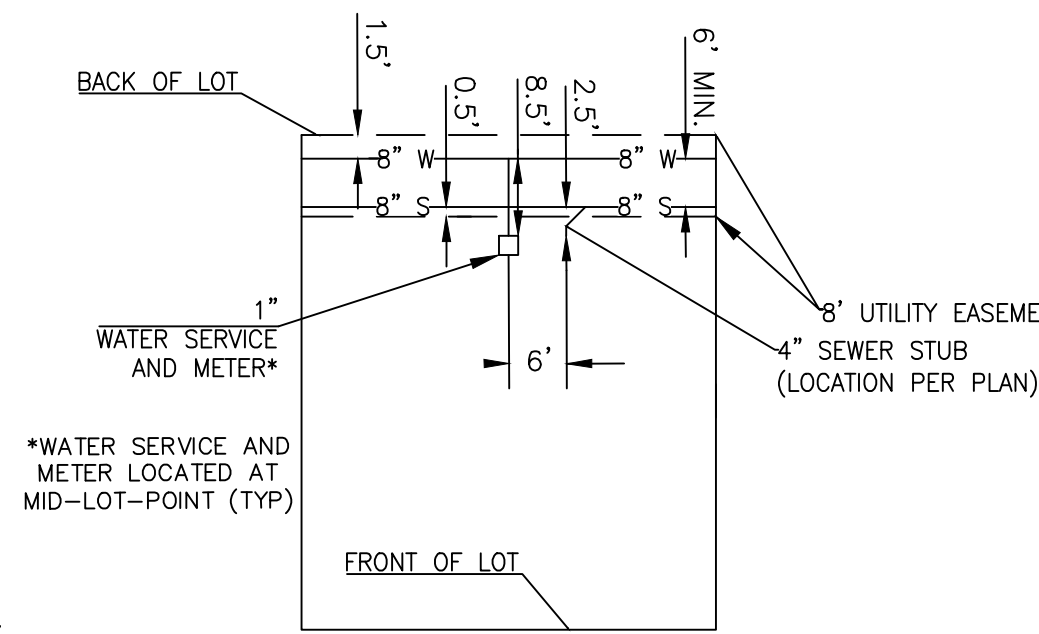 1.5'
6' MIN.
BACK OF LOT
0.5'
8.5'
2.5'
8" W
8" W
8" S
8" S
1"
WATER SERVICE
AND METER*
8' UTILITY EASEME
4" SEWER STUB
(LOCATION PER PLAN)
6'
*WATER SERVICE AND
METER LOCATED AT
MID-LOT-POINT (TYP)
FRONT OF LOT